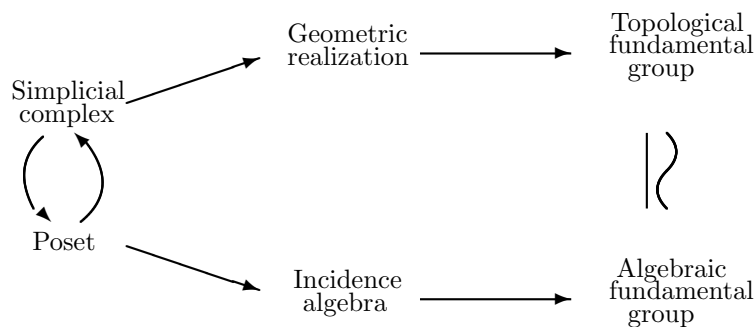 Geometric
realization
Topological
fundamental
group
Simplicial
complex
Poset
Incidence
algebra
Algebraic
fundamental
group